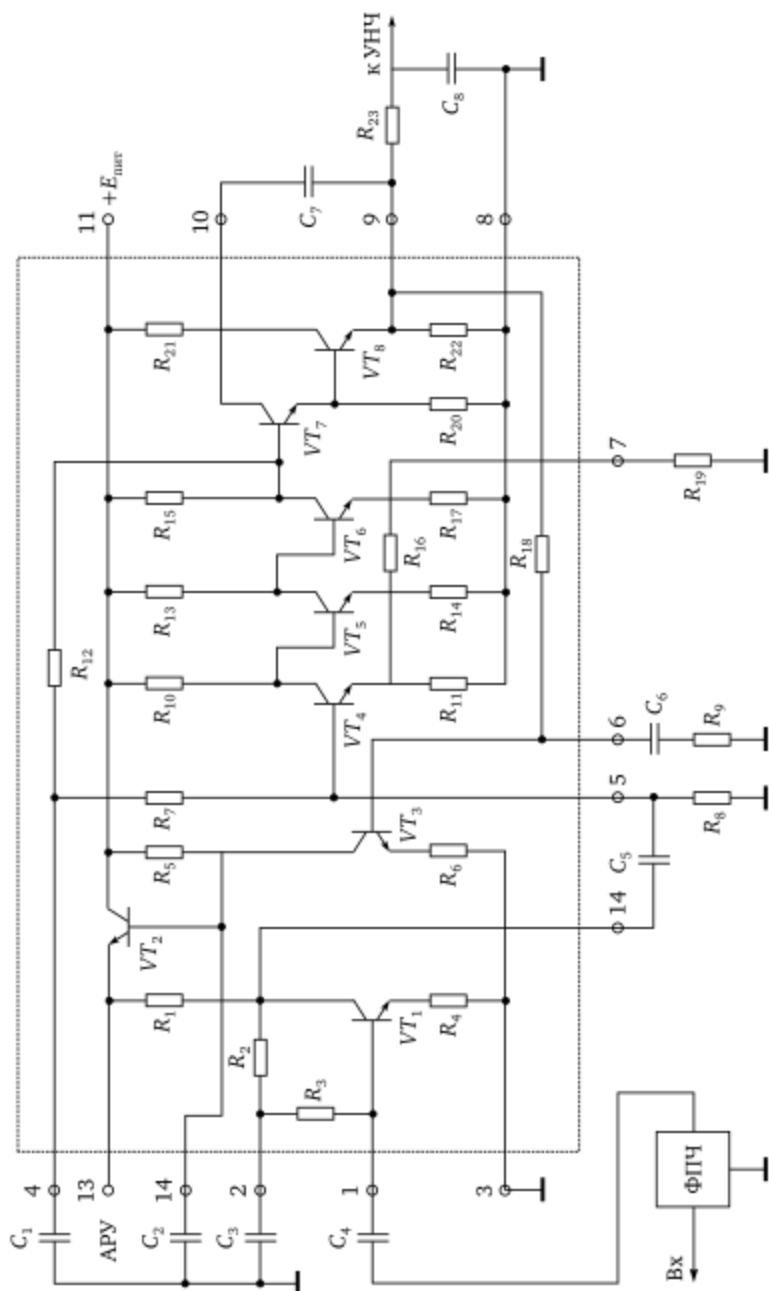 C₁
4
R₁₂
13
11
+Eпит
АРУ
C₂
14
R₁
VT₂
R₅
R₇
R₁₀
R₁₃
R₁₅
R₂₁
10
C₃
2
R₂
R₃
VT₇
C₇
C₄
1
VT₄
VT₅
VT₆
VT₈
9
R₂₃
к УНЧ
VT₁
VT₃
R₁₆
R₄
R₆
R₁₁
R₁₄
R₁₇
R₂₀
R₂₂
C₈
3
8
R₁₈
14
5
6
7
C₅
C₆
Вх
ФПЧ
R₈
R₉
R₁₉